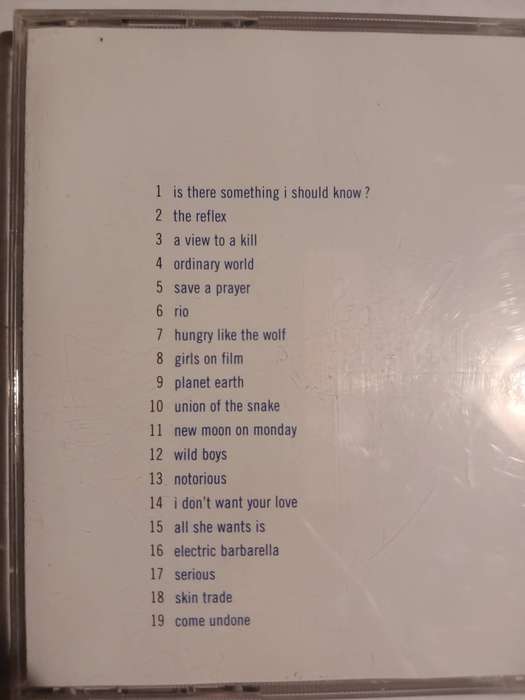 1 is there something i should know?
2 the reflex
3 a view to a kill
4 ordinary world
5 save a prayer
6 rio
7 hungry like the wolf
8 girls on film
9 planet earth
10 union of the snake
11 new moon on monday
12 wild boys
13 notorious
14 i don't want your love
15 all she wants is
16 electric barbarella
17 serious
18 skin trade
19 come undone